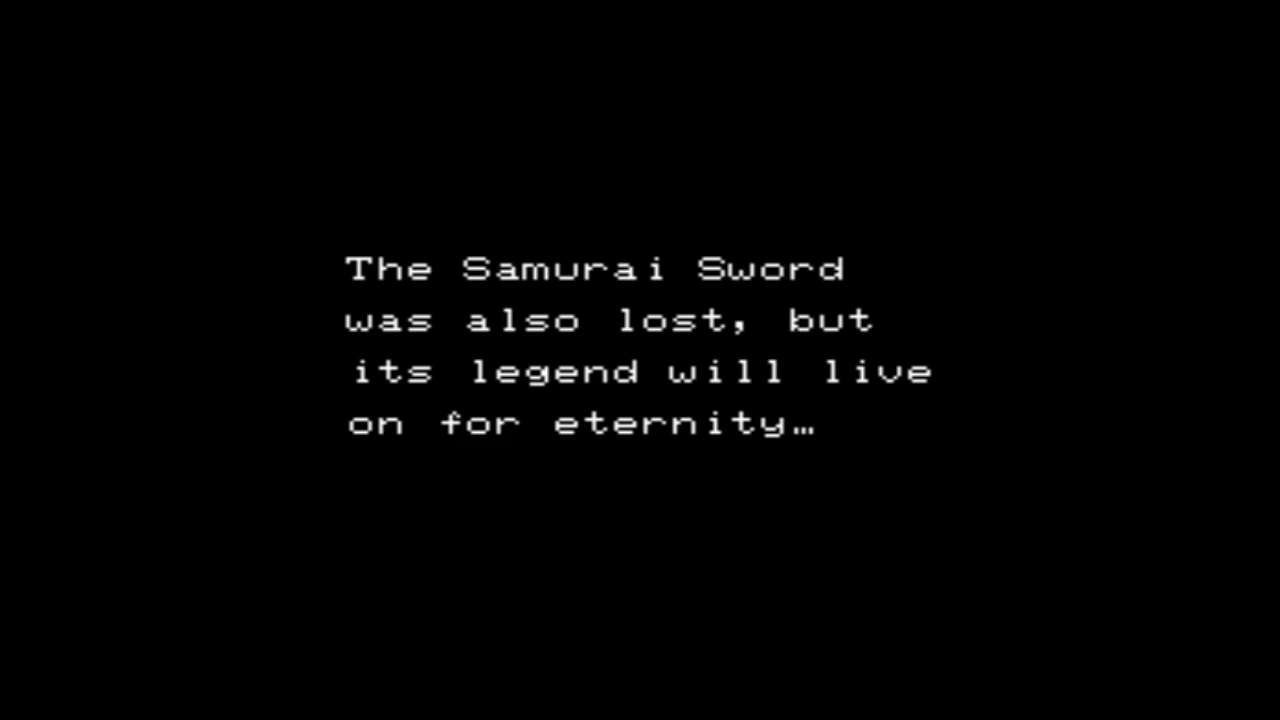 The Samurai Sword
was also lost, but
its legend will live
on for eternity…